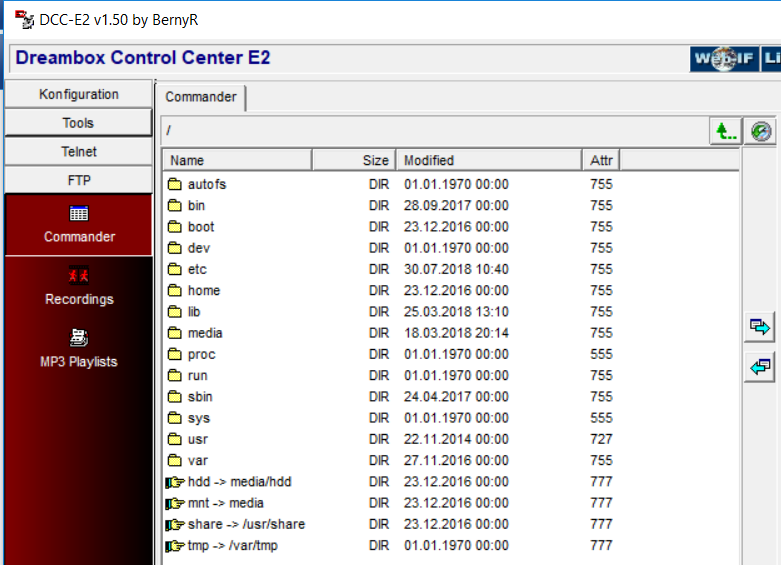 DCC-E2 v1.50 by BernyR
Dreambox Control Center E2
Web-IF Li
Konfiguration
Tools
Telnet
FTP
Commander
Recordings
MP3 Playlists
Commander
/
Name Size Modified Attr
autofs DIR 01.01.1970 00:00 755
bin DIR 28.09.2017 00:00 755
boot DIR 23.12.2016 00:00 755
dev DIR 01.01.1970 00:00 755
etc DIR 30.07.2018 10:40 755
home DIR 23.12.2016 00:00 755
lib DIR 25.03.2018 13:10 755
media DIR 18.03.2018 20:14 755
proc DIR 01.01.1970 00:00 555
run DIR 01.01.1970 00:00 755
sbin DIR 24.04.2017 00:00 755
sys DIR 01.01.1970 00:00 555
usr DIR 22.11.2014 00:00 727
var DIR 27.11.2016 00:00 755
hdd -> media/hdd DIR 23.12.2016 00:00 777
mnt -> media DIR 23.12.2016 00:00 777
share -> /usr/share DIR 23.12.2016 00:00 777
tmp -> /var/tmp DIR 01.01.1970 00:00 777